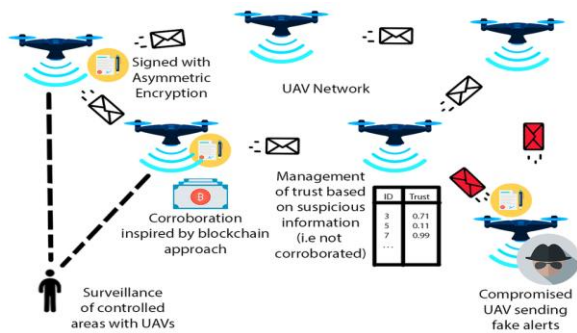 Signed with
Asymmetric
Encryption
UAV Network
Corroboration
inspired by blockchain
approach
Management
of trust based
on suspicious
information
(i.e not
corroborated)
ID Trust
3 0.71
5 0.11
7 0.99
...
B
Surveillance
of controlled
areas with UAVs
Compromised
UAV sending
fake alerts